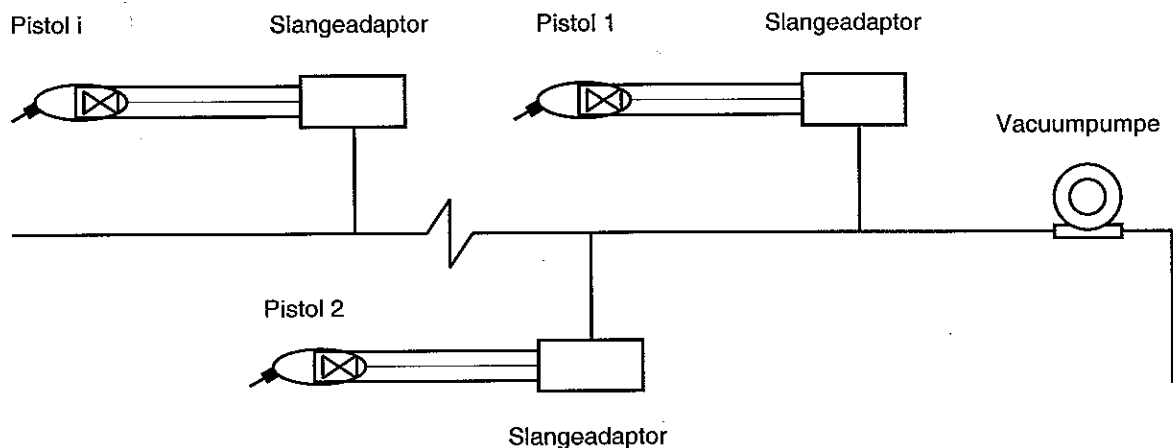 Pistol i
Slangeadaptor
Pistol 1
Slangeadaptor
Vacuumpumpe
Pistol 2
Slangeadaptor